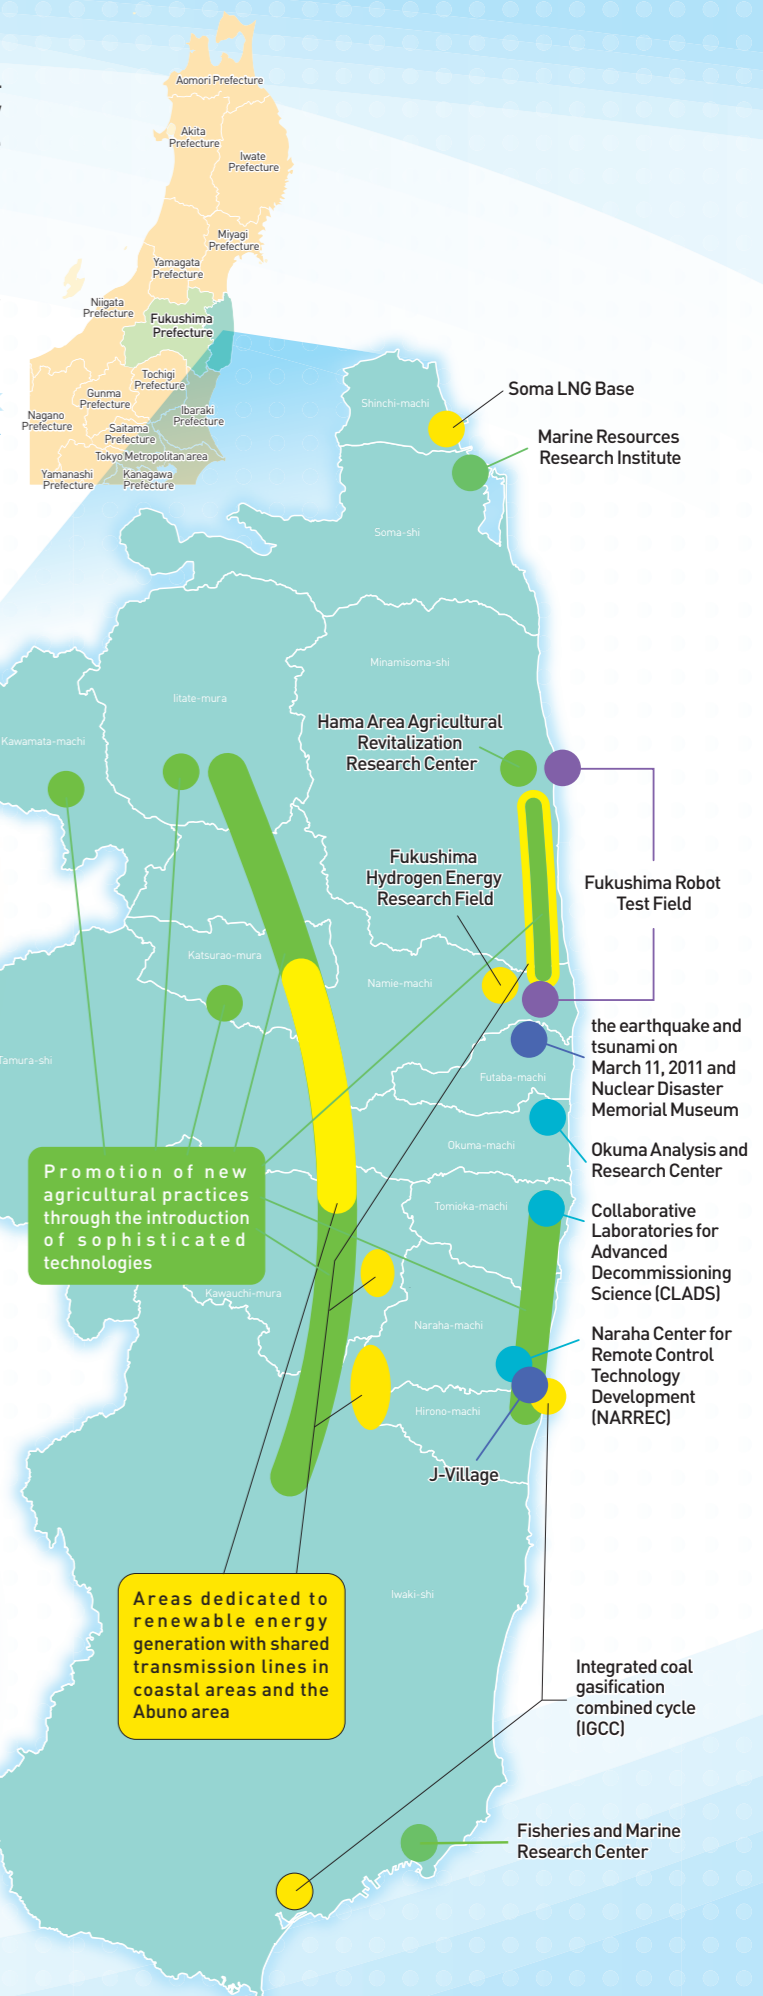 Aomori Prefecture
Akita
Prefecture
Iwate
Prefecture
Miyagi
Prefecture
Yamagata
Prefecture
Niigata
Prefecture
Fukushima
Prefecture
Tochigi
Prefecture
Gunma
Prefecture
Nagano
Prefecture
Ibaraki
Prefecture
Saitama
Prefecture
Tokyo Metropolitan area
Yamanashi
Prefecture
Kanagawa
Prefecture
Shinchi-machi
Soma LNG Base
Marine Resources
Research Institute
Soma-shi
Minamisoma-shi
Iitate-mura
Kawamata-machi
Hama Area Agricultural
Revitalization
Research Center
Fukushima
Hydrogen Energy
Research Field
Fukushima Robot
Test Field
Katsurao-mura
Namie-machi
Tamura-shi
the earthquake and
tsunami on
March 11, 2011 and
Nuclear Disaster
Memorial Museum
Futaba-machi
Okuma-machi
Okuma Analysis and
Research Center
Promotion of new
agricultural practices
through the introduction
of sophisticated
technologies
Tomioka-machi
Collaborative
Laboratories for
Advanced
Decommissioning
Science (CLADS)
Kawauchi-mura
Naraha-machi
Naraha Center for
Remote Control
Technology
Development
(NARREC)
Hirono-machi
J-Village
Areas dedicated to
renewable energy
generation with shared
transmission lines in
coastal areas and the
Abuno area
Iwaki-shi
Integrated coal
gasification
combined cycle
(IGCC)
Fisheries and Marine
Research Center